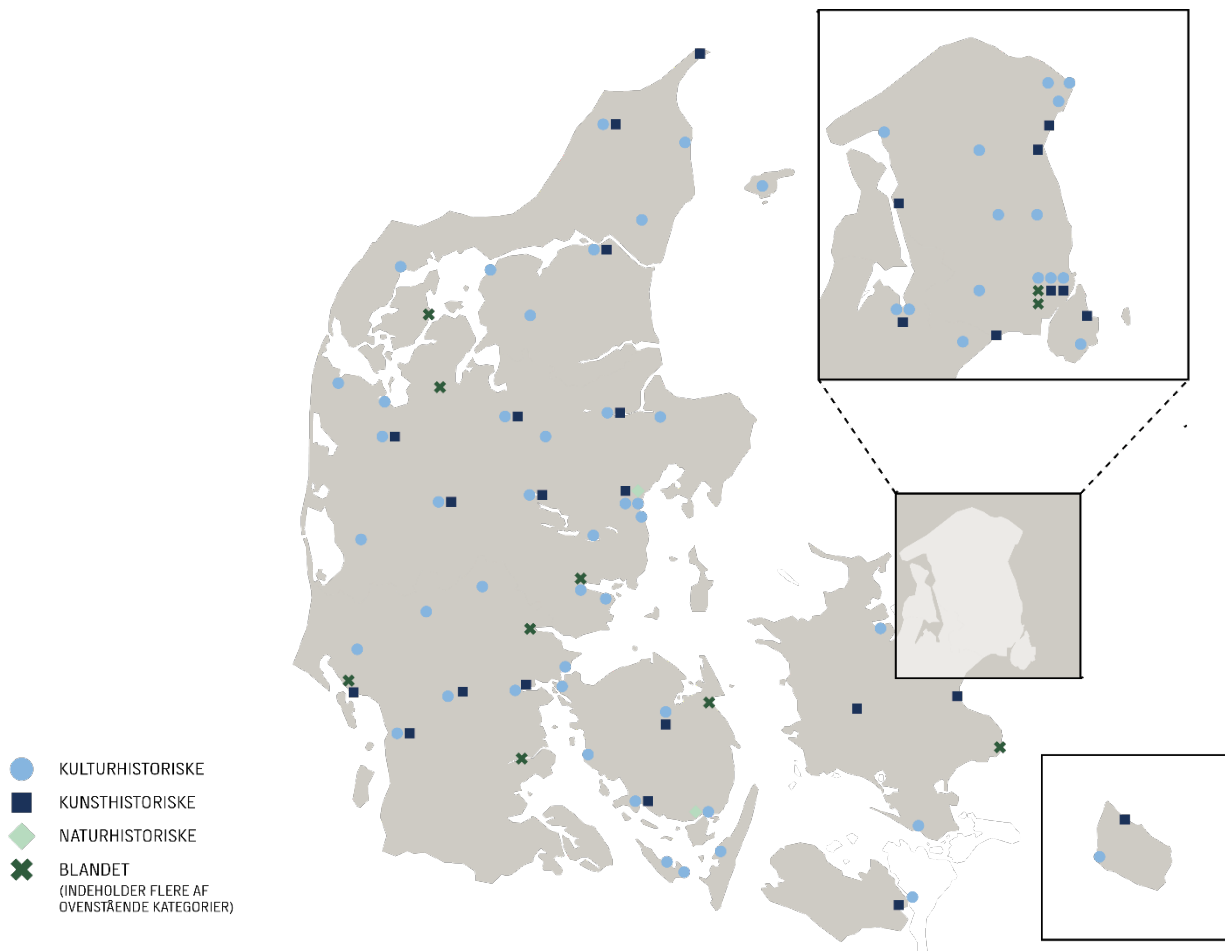 KULTURHISTORISKE
KUNSTHISTORISKE
NATURHISTORISKE
BLANDET
(INDEHOLDER FLERE AF
OVENSTÅENDE KATEGORIER)